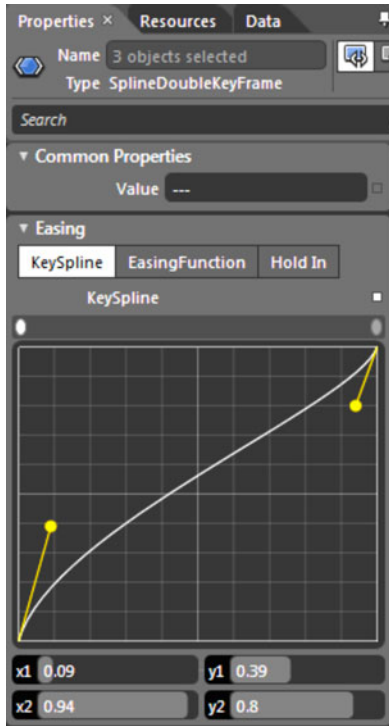 Properties × Resources Data
Name 3 objects selected
Type SplineDoubleKeyFrame
Search
Common Properties
Value ---
Easing
KeySpline EasingFunction Hold In
KeySpline
x1 0.09 y1 0.39
x2 0.94 y2 0.8